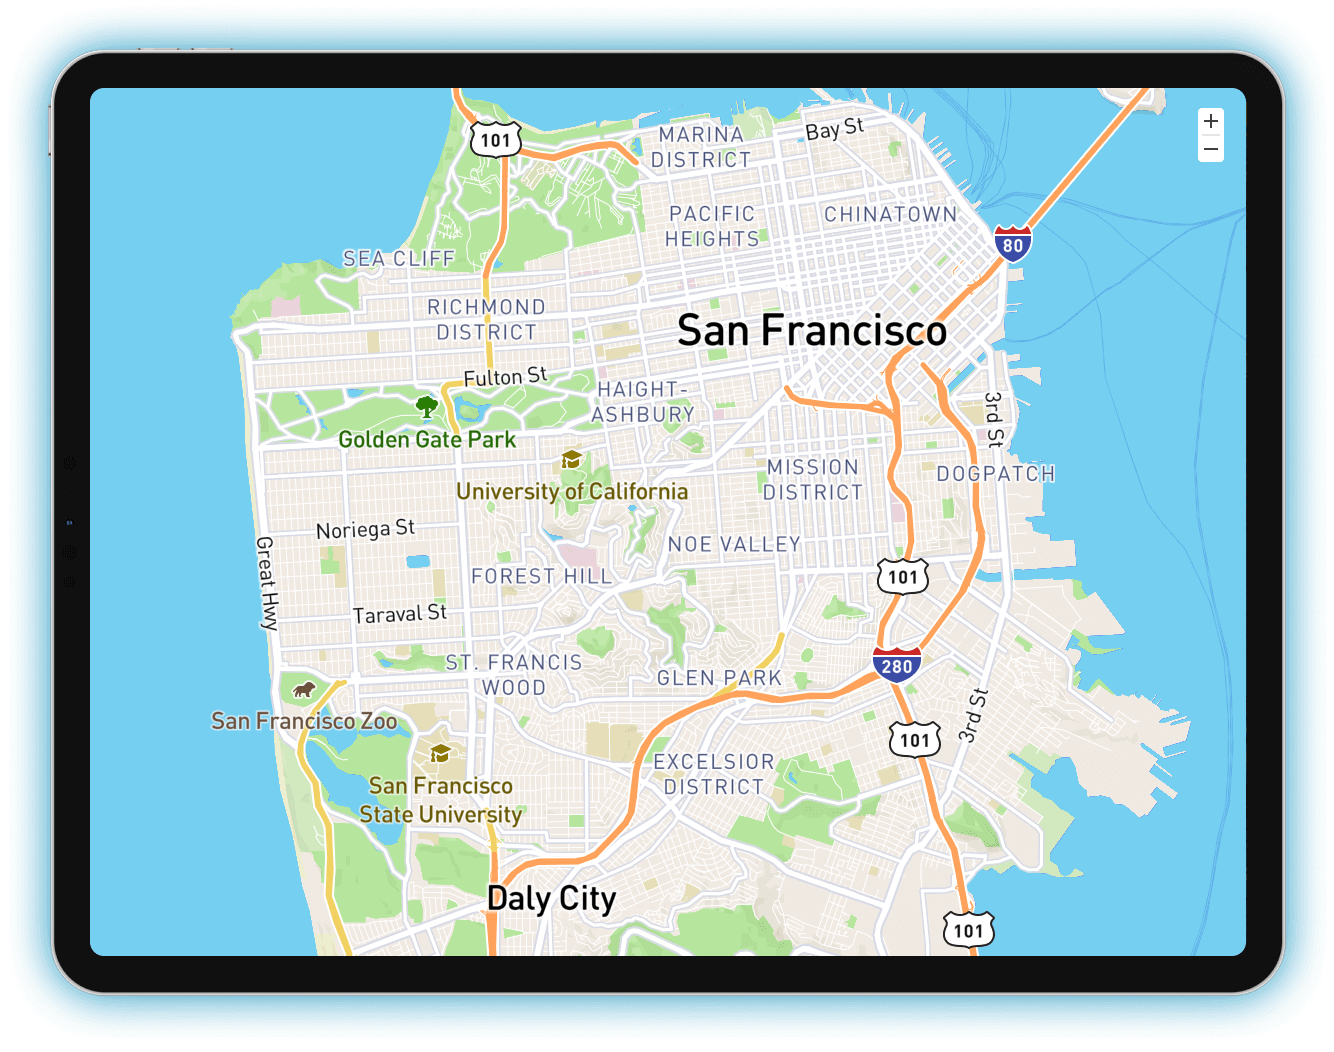 101
MARINA
DISTRICT
Bay St
+
−
PACIFIC
HEIGHTS
CHINATOWN
80
SEA CLIFF
RICHMOND
DISTRICT
San Francisco
Fulton St
HAIGHT-
ASHBURY
3rd St
Golden Gate Park
University of California
MISSION
DISTRICT
DOGPATCH
Noriega St
Great Hwy
NOE VALLEY
FOREST HILL
101
Taraval St
ST. FRANCIS
WOOD
GLEN PARK
280
San Francisco Zoo
3rd St
101
San Francisco
State University
EXCELSIOR
DISTRICT
Daly City
101